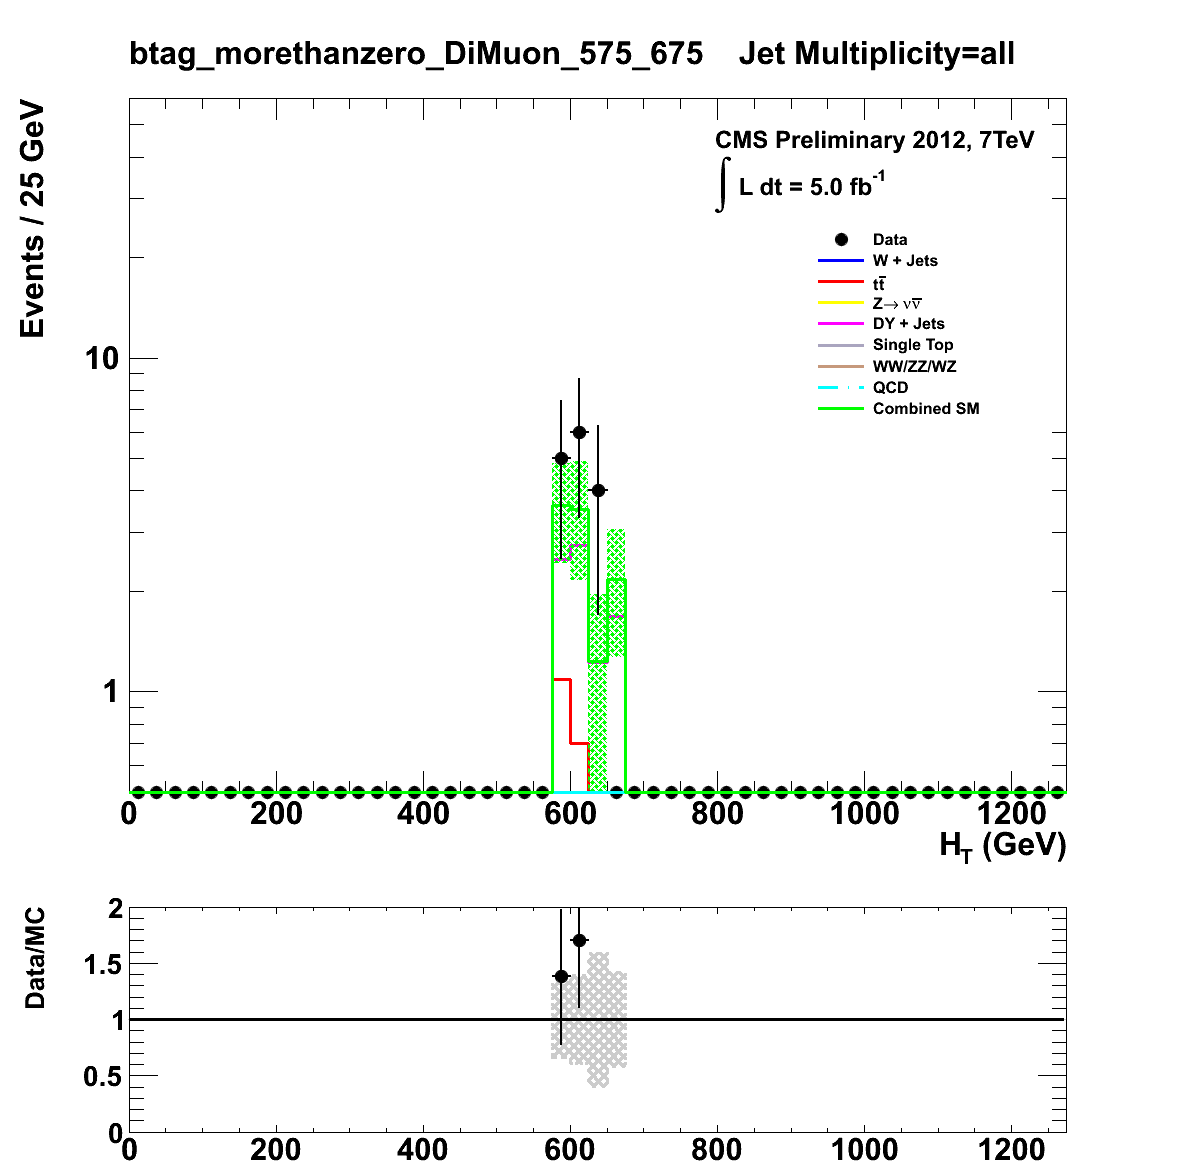 btag_morethanzero_DiMuon_575_675 Jet Multiplicity=all
Events / 25 GeV
CMS Preliminary 2012, 7TeV
∫ L dt = 5.0 fb⁻¹
Data
W + Jets
tt̅
Z→ νν̅
DY + Jets
Single Top
WW/ZZ/WZ
QCD
Combined SM
10
1
0 200 400 600 800 1000 1200
H_T (GeV)
Data/MC
2
1.5
1
0.5
0
0 200 400 600 800 1000 1200